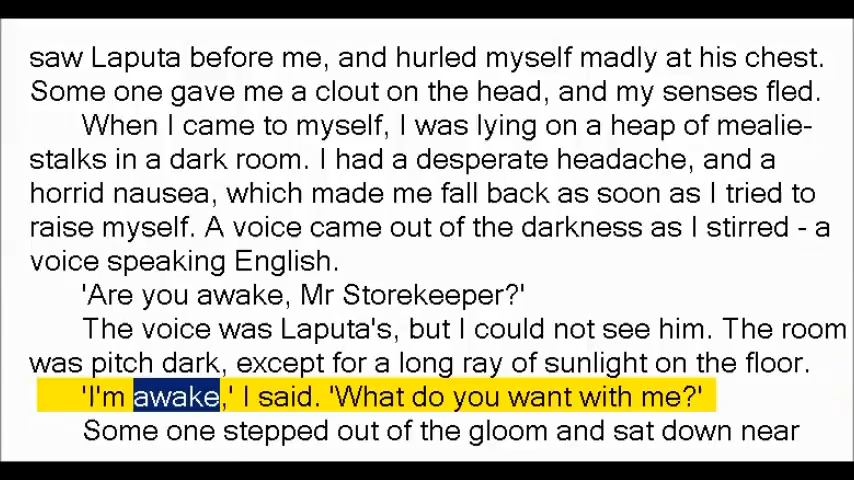 saw Laputa before me, and hurled myself madly at his chest.
Some one gave me a clout on the head, and my senses fled.
When I came to myself, I was lying on a heap of mealie-
stalks in a dark room. I had a desperate headache, and a
horrid nausea, which made me fall back as soon as I tried to
raise myself. A voice came out of the darkness as I stirred - a
voice speaking English.
'Are you awake, Mr Storekeeper?'
The voice was Laputa's, but I could not see him. The room
was pitch dark, except for a long ray of sunlight on the floor.
'I'm awake,' I said. 'What do you want with me?'
Some one stepped out of the gloom and sat down near